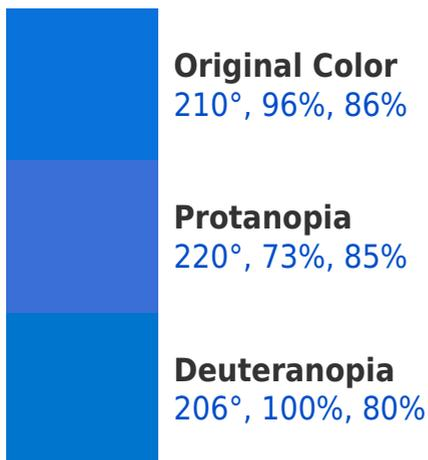 Original Color
210°, 96%, 86%
Protanopia
220°, 73%, 85%
Deuteranopia
206°, 100%, 80%